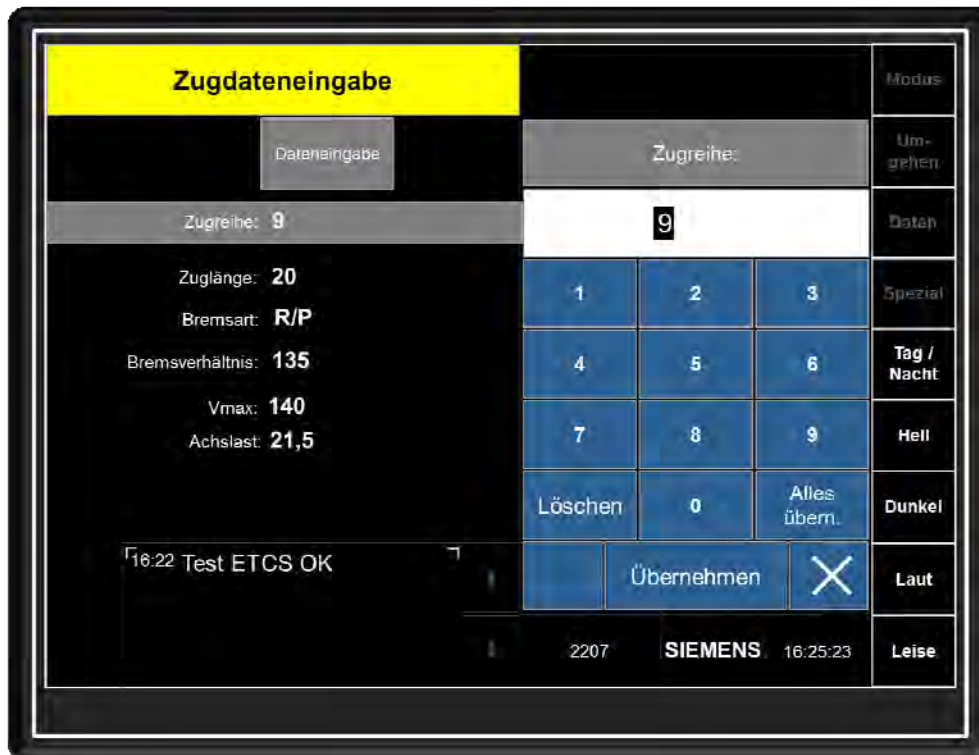 Zugdateneingabe
Modus
Dateneingabe
Zugreihe:
Um-
gehen
Zugreihe: 9
9
Daten
Zuglänge: 20
1 2 3
Spezial
Bremsart: R/P
Bremsverhältnis: 135
4 5 6
Tag /
Nacht
Vmax: 140
Achslast: 21,5
7 8 9
Hell
Löschen 0 Alles
übern.
Dunkel
16:22 Test ETCS OK
Übernehmen
Laut
2207 SIEMENS 16:25:23
Leise